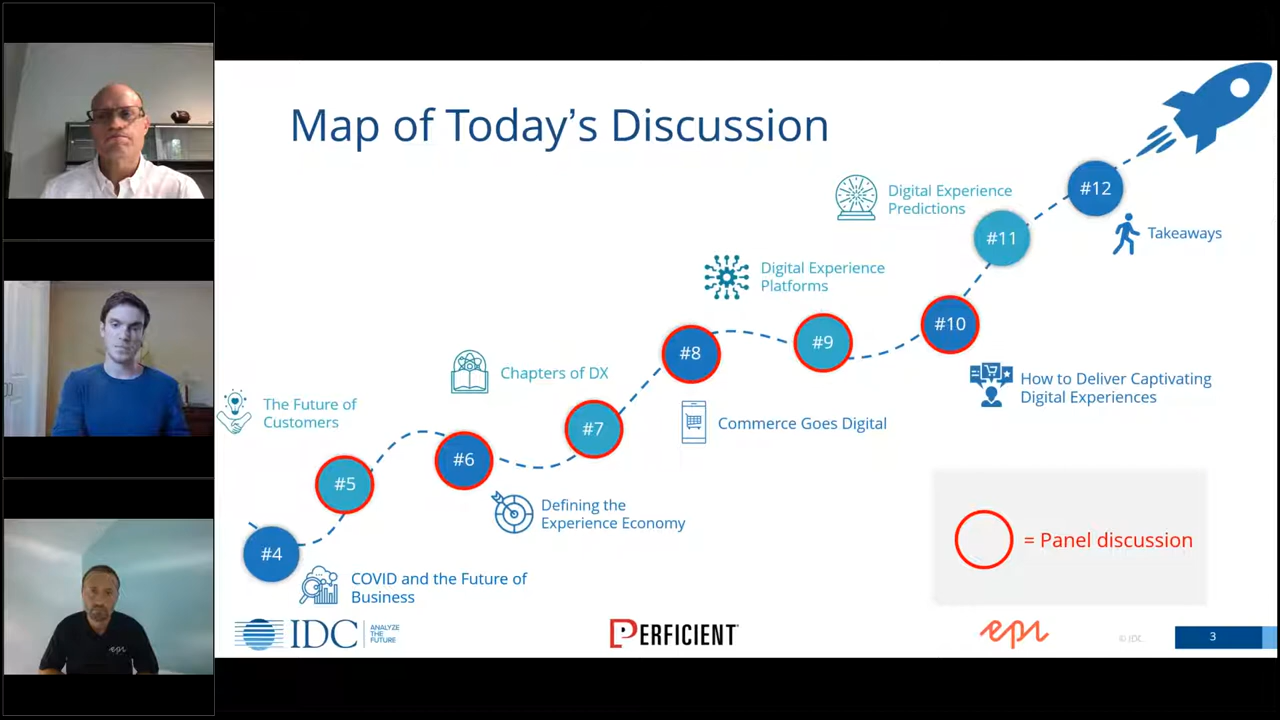 Map of Today's Discussion
#12
Digital Experience
Predictions
#11
Takeaways
Digital Experience
Platforms
#10
#9
#8
How to Deliver Captivating
Digital Experiences
Chapters of DX
Commerce Goes Digital
#7
The Future of
Customers
#6
#5
Defining the
Experience Economy
= Panel discussion
#4
COVID and the Future of
Business
IDC
ANALYZE
THE
FUTURE
PERFICIENT
epi
© IDC
3
epi